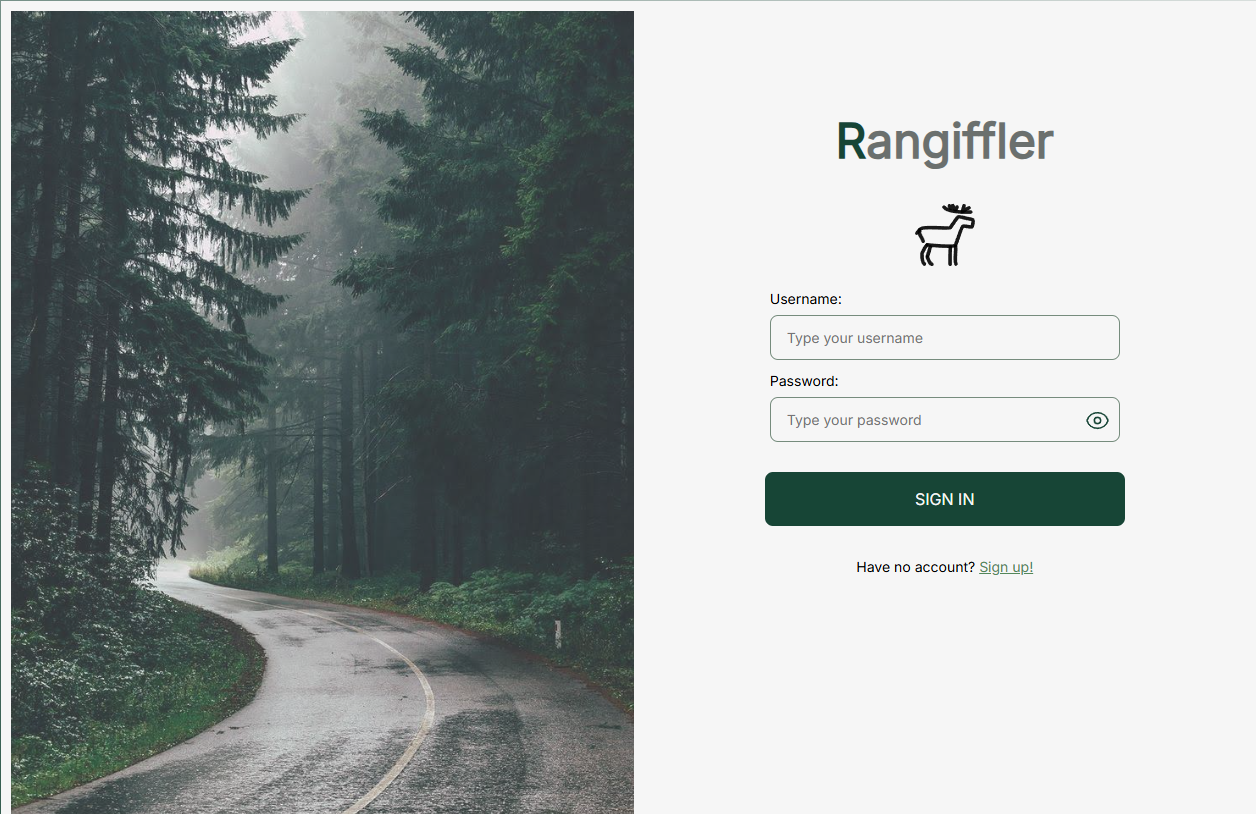 Rangiffler
Username:
Type your username
Password:
Type your password
SIGN IN
Have no account? Sign up!